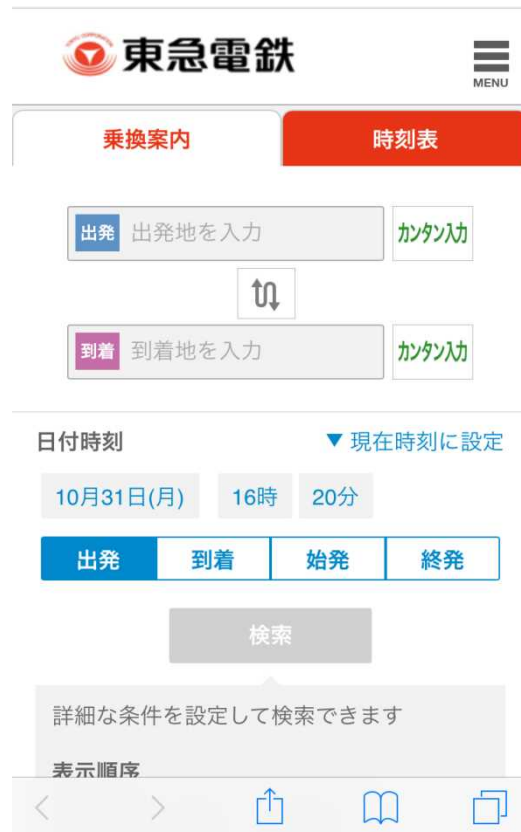 東急電鉄
MENU
乗換案内 時刻表
出発 出発地を入力 カンタン入力
到着 到着地を入力 カンタン入力
日付時刻 ▼現在時刻に設定
10月31日(月) 16時 20分
出発 到着 始発 終発
検索
詳細な条件を設定して検索できます
表示順序